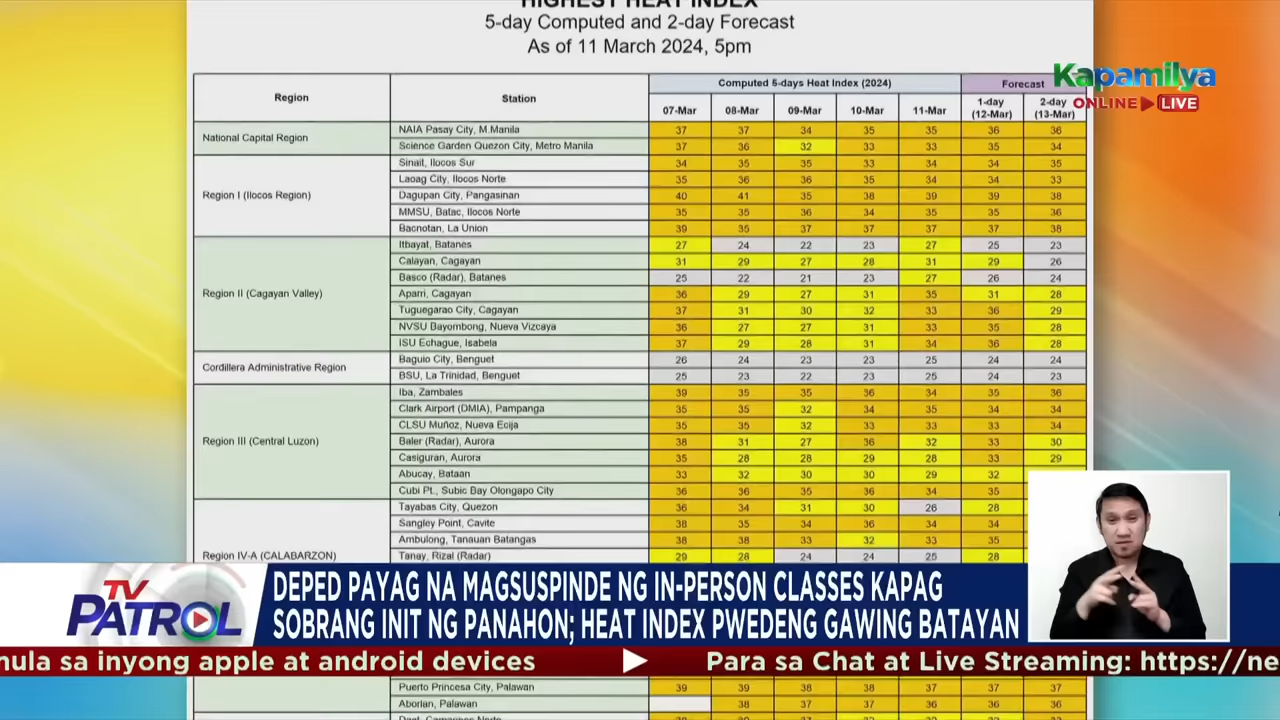 HIGHEST HEAT INDEX
5-day Computed and 2-day Forecast
As of 11 March 2024, 5pm
Kapamilya
ONLINE LIVE
Region Station Computed 5-days Heat Index (2024) Forecast
07-Mar 08-Mar 09-Mar 10-Mar 11-Mar 1-day (12-Mar) 2-day (13-Mar)
National Capital Region
NAIA Pasay City, M.Manila 37 37 34 35 35 36 36
Science Garden Quezon City, Metro Manila 37 36 32 33 33 35 34
Region I (Ilocos Region)
Sinait, Ilocos Sur 34 35 35 33 34 34 35
Laoag City, Ilocos Norte 35 36 36 35 34 34 33
Dagupan City, Pangasinan 40 41 35 38 39 39 38
MMSU, Batac, Ilocos Norte 35 35 36 34 35 35 36
Bacnotan, La Union 39 35 37 37 37 37 38
Region II (Cagayan Valley)
Itbayat, Batanes 27 24 22 23 27 25 23
Calayan, Cagayan 31 29 27 28 31 29 26
Basco (Radar), Batanes 25 22 21 23 27 26 24
Aparri, Cagayan 36 29 27 31 35 31 28
Tuguegarao City, Cagayan 37 31 30 32 33 36 29
NVSU Bayombong, Nueva Vizcaya 36 27 27 31 33 35 28
ISU Echague, Isabela 37 29 28 31 34 36 28
Cordillera Administrative Region
Baguio City, Benguet 26 24 23 23 25 24 24
BSU, La Trinidad, Benguet 25 23 22 23 25 24 23
Region III (Central Luzon)
Iba, Zambales 39 35 35 36 34 35 36
Clark Airport (DMIA), Pampanga 35 35 32 34 35 34 34
CLSU Muñoz, Nueva Ecija 35 35 32 33 33 33 34
Baler (Radar), Aurora 38 31 27 36 32 33 30
Casiguran, Aurora 35 28 28 29 28 33 29
Abucay, Bataan 33 32 30 30 29 32
Cubi Pt., Subic Bay Olongapo City 36 36 35 36 34 35
Region IV-A (CALABARZON)
Tayabas City, Quezon 36 34 31 30 26 28
Sangley Point, Cavite 38 35 34 36 34 34
Ambulong, Tanauan Batangas 38 38 35 32 33 35
Tanay, Rizal (Radar) 29 28 24 24 25 28
TV PATROL
DEPED PAYAG NA MAGSUSPINDE NG IN-PERSON CLASSES KAPAG
SOBRANG INIT NG PANAHON; HEAT INDEX PWEDENG GAWING BATAYAN
mula sa inyong apple at android devices Para sa Chat at Live Streaming: https://ne
Puerto Princesa City, Palawan 39 39 38 38 37 37 37
Aborlan, Palawan 38 37 37 36 36 36